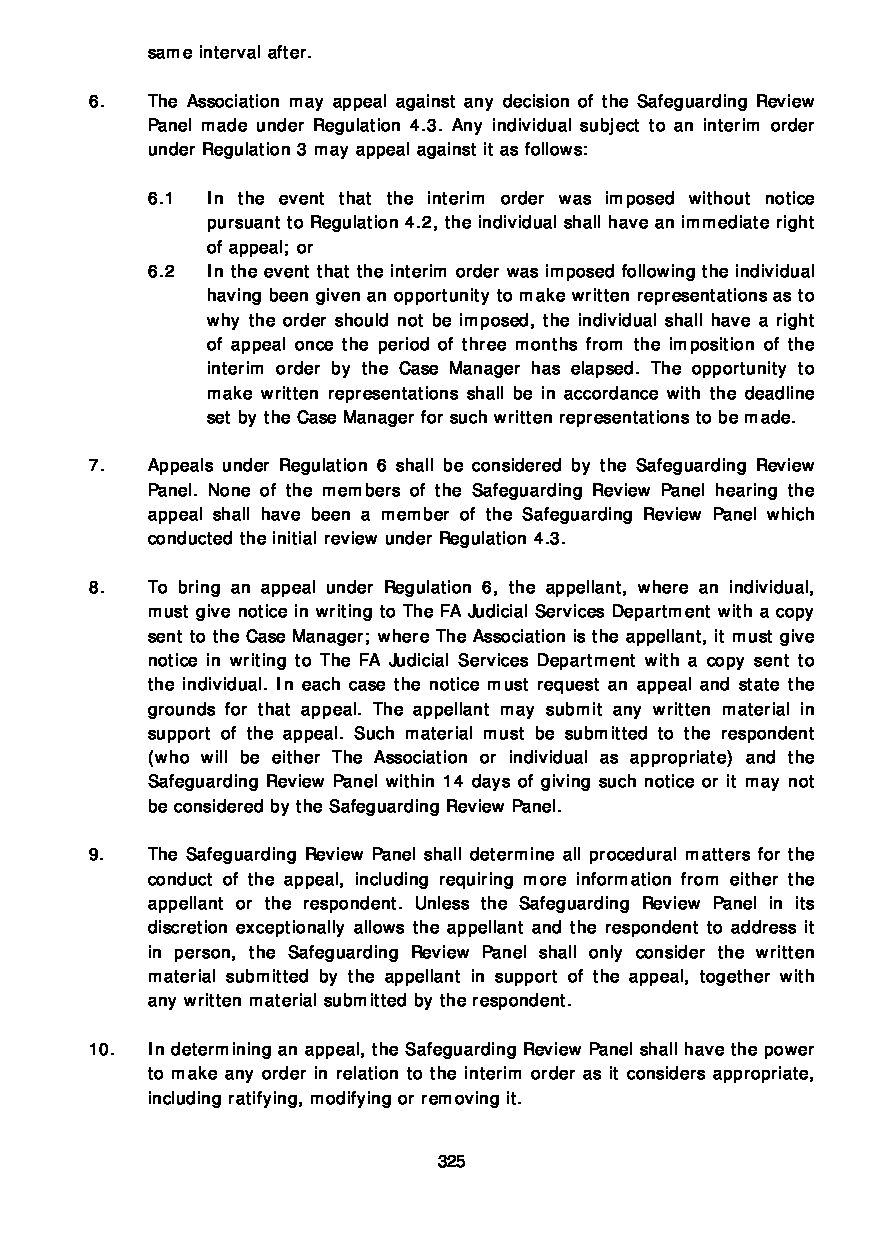 same interval after.
6. The Association may appeal against any decision of the Safeguarding Review
Panel made under Regulation 4.3. Any individual subject to an interim order
under Regulation 3 may appeal against it as follows:
6.1 In the event that the interim order was imposed without notice
pursuant to Regulation 4.2, the individual shall have an immediate right
of appeal; or
6.2 In the event that the interim order was imposed following the individual
having been given an opportunity to make written representations as to
why the order should not be imposed, the individual shall have a right
of appeal once the period of three months from the imposition of the
interim order by the Case Manager has elapsed. The opportunity to
make written representations shall be in accordance with the deadline
set by the Case Manager for such written representations to be made.
7. Appeals under Regulation 6 shall be considered by the Safeguarding Review
Panel. None of the members of the Safeguarding Review Panel hearing the
appeal shall have been a member of the Safeguarding Review Panel which
conducted the initial review under Regulation 4.3.
8. To bring an appeal under Regulation 6, the appellant, where an individual,
must give notice in writing to The FA Judicial Services Department with a copy
sent to the Case Manager; where The Association is the appellant, it must give
notice in writing to The FA Judicial Services Department with a copy sent to
the individual. In each case the notice must request an appeal and state the
grounds for that appeal. The appellant may submit any written material in
support of the appeal. Such material must be submitted to the respondent
(who will be either The Association or individual as appropriate) and the
Safeguarding Review Panel within 14 days of giving such notice or it may not
be considered by the Safeguarding Review Panel.
9. The Safeguarding Review Panel shall determine all procedural matters for the
conduct of the appeal, including requiring more information from either the
appellant or the respondent. Unless the Safeguarding Review Panel in its
discretion exceptionally allows the appellant and the respondent to address it
in person, the Safeguarding Review Panel shall only consider the written
material submitted by the appellant in support of the appeal, together with
any written material submitted by the respondent.
10. In determining an appeal, the Safeguarding Review Panel shall have the power
to make any order in relation to the interim order as it considers appropriate,
including ratifying, modifying or removing it.
325